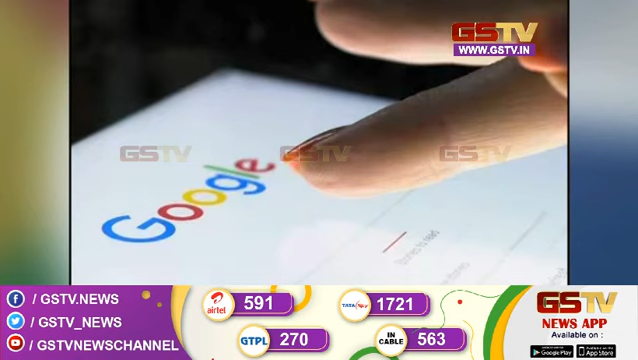 GSTV
WWW.GSTV.IN
GSTV GSTV GSTV
Google
/ GSTV.NEWS
/ GSTV_NEWS
/ GSTVNEWSCHANNEL
airtel 591
TATA sky 1721
GTPL 270
IN CABLE 563
GSTV
NEWS APP
Available on :
Google Play App Store